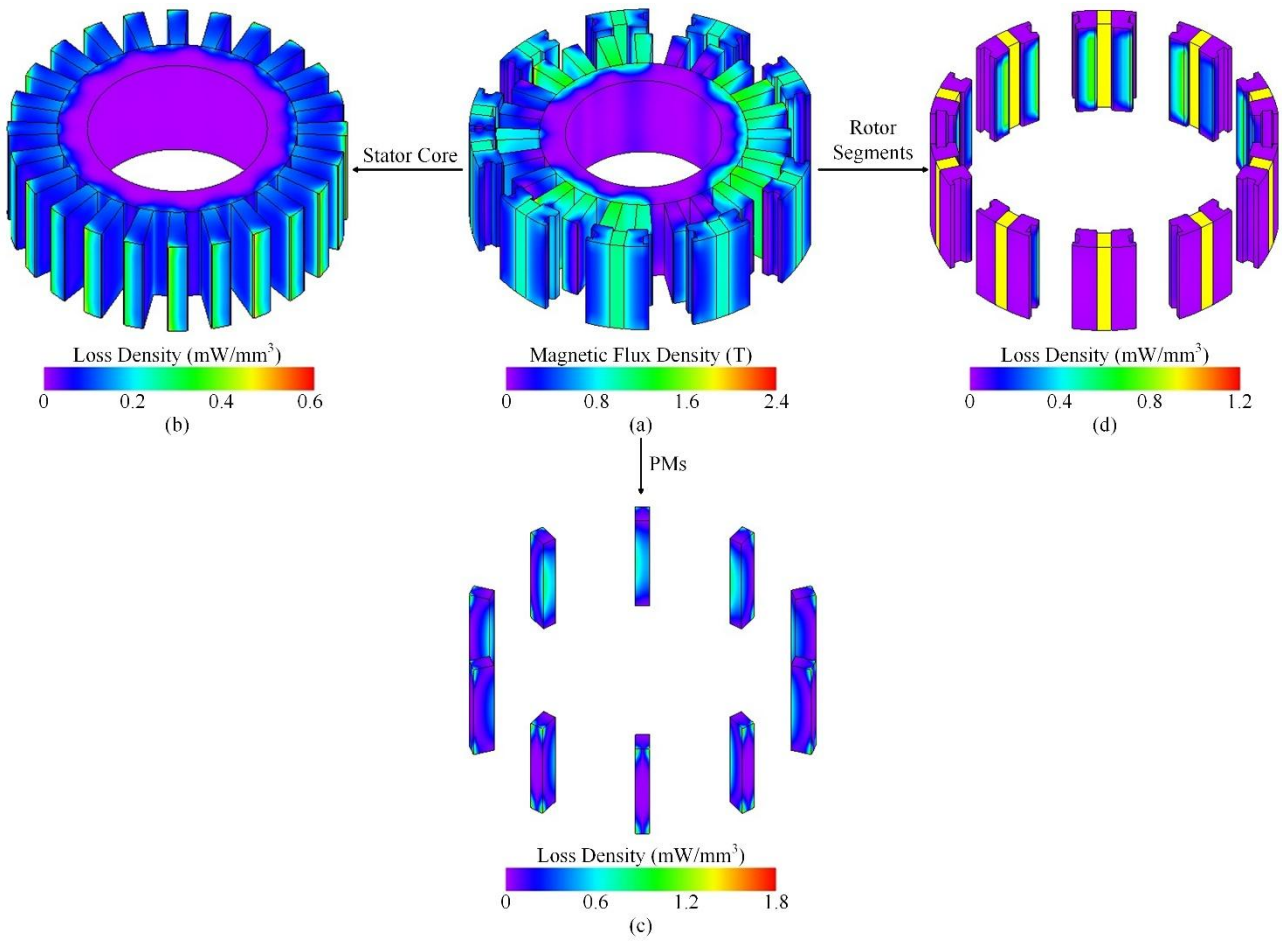 Stator Core
Rotor
Segments
Loss Density (mW/mm³)
0 0.2 0.4 0.6
(b)
Magnetic Flux Density (T)
0 0.8 1.6 2.4
(a)
Loss Density (mW/mm³)
0 0.4 0.8 1.2
(d)
PMs
Loss Density (mW/mm³)
0 0.6 1.2 1.8
(c)